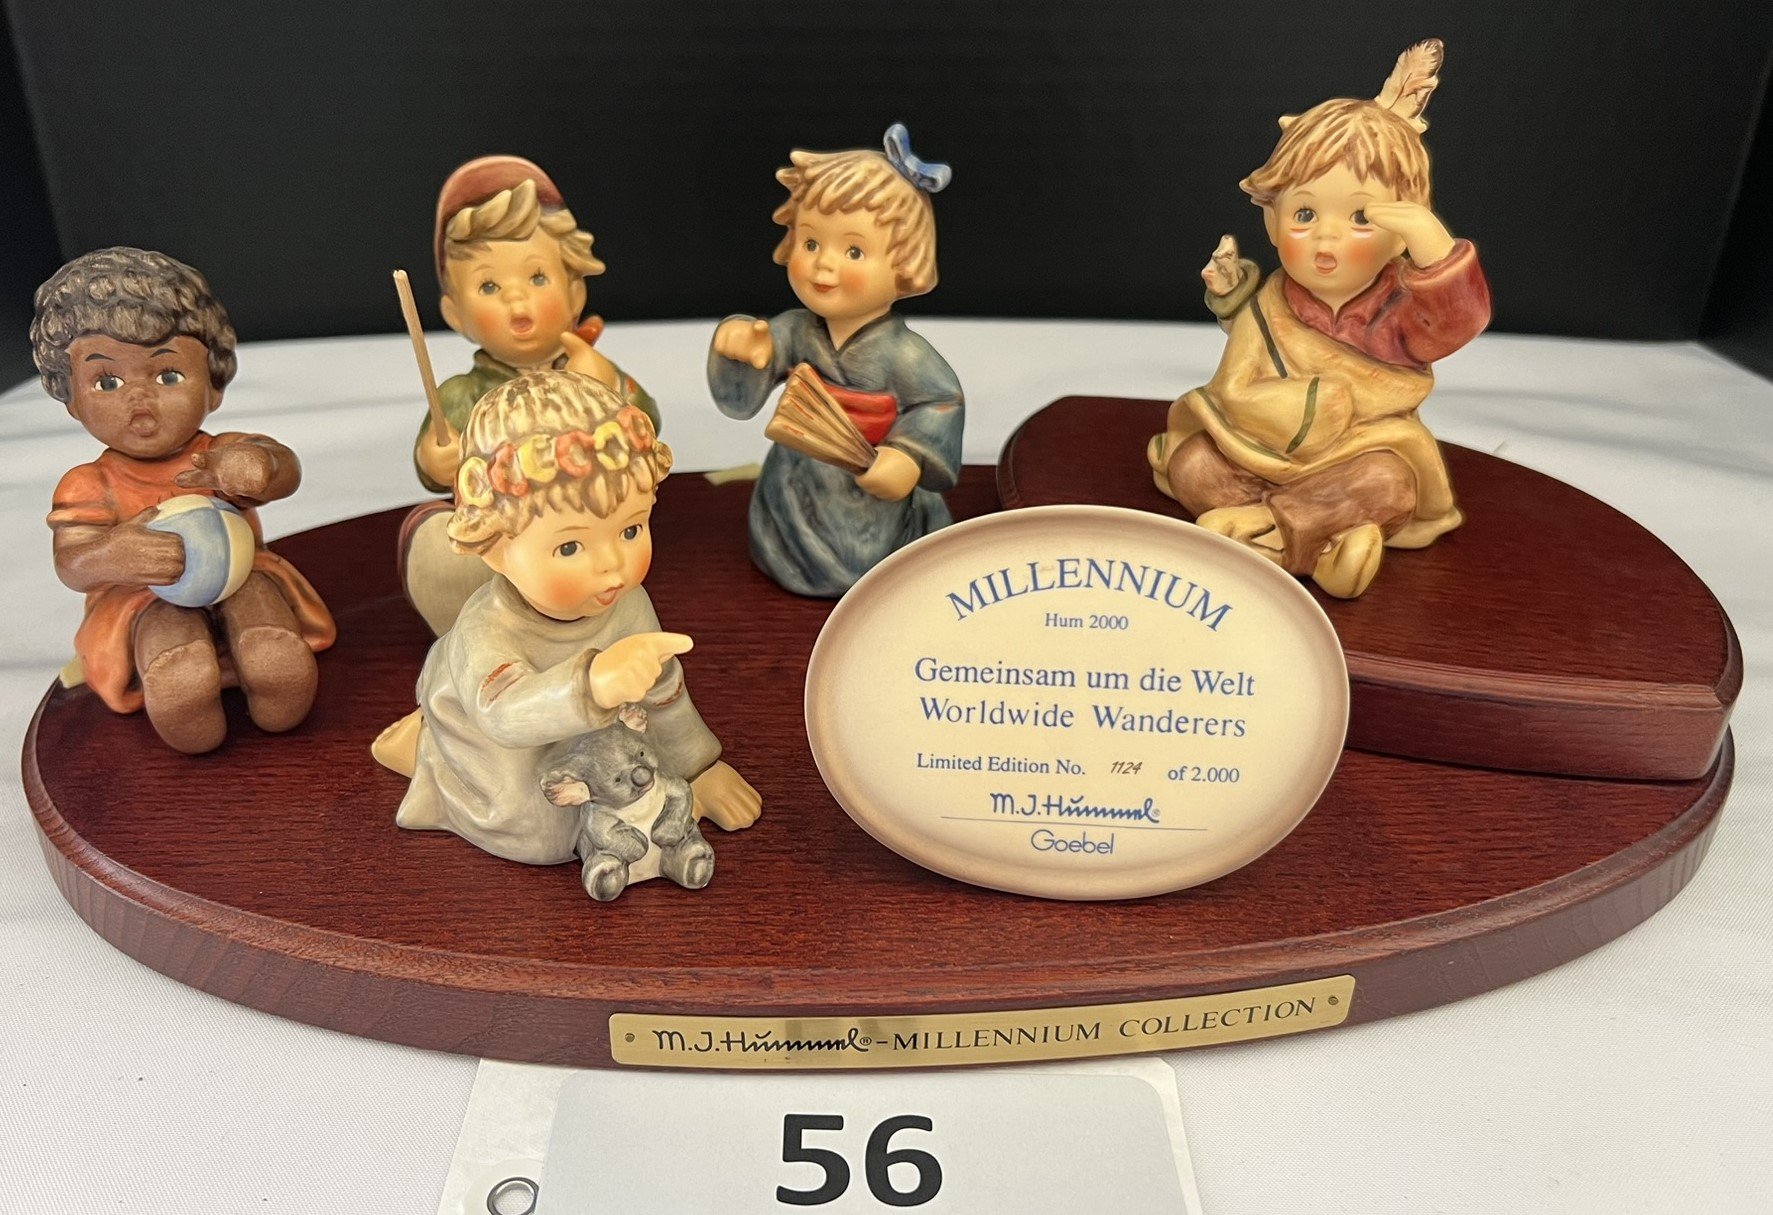 MILLENNIUM
Hum 2000
Gemeinsam um die Welt
Worldwide Wanderers
Limited Edition No. 1124 of 2.000
M.J.Hummel®
Goebel
M.J.Hummel®-MILLENNIUM COLLECTION
56